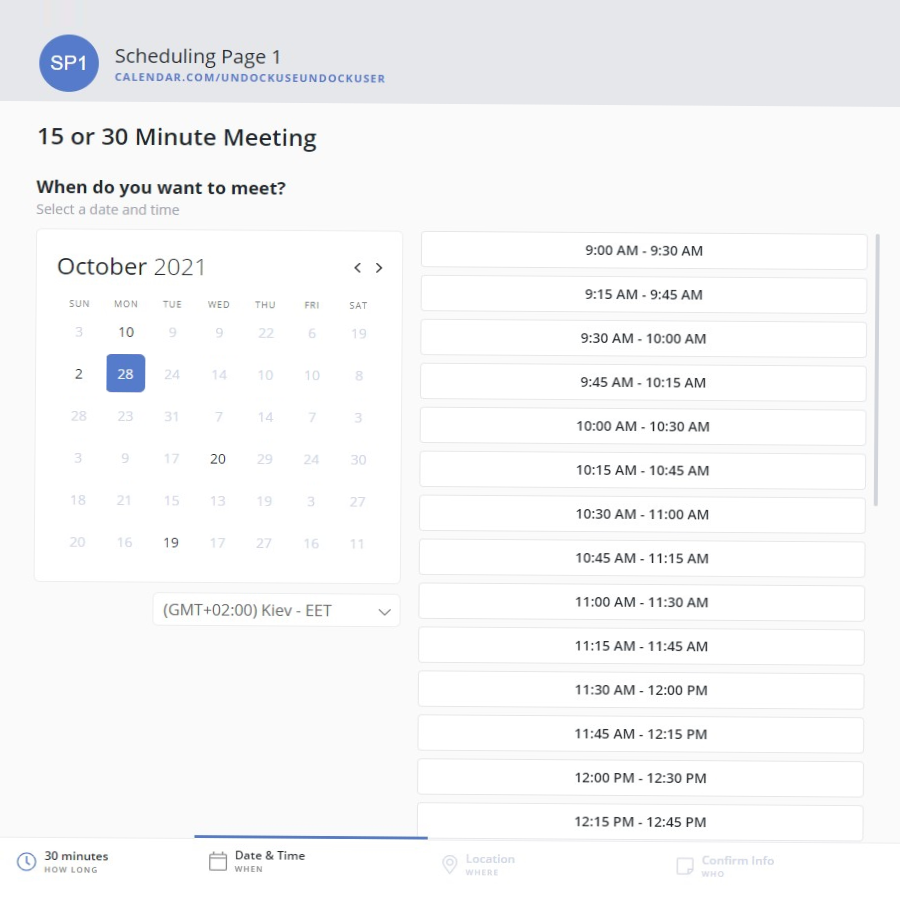 SP1
Scheduling Page 1
CALENDAR.COM/UNDOCKUSEUNDOCKUSER
15 or 30 Minute Meeting
When do you want to meet?
Select a date and time
October 2021
SUN MON TUE WED THU FRI SAT
3 10 9 9 22 6 19
2 28 24 14 10 10 8
28 23 31 7 14 7 3
3 9 17 20 29 24 30
18 21 15 13 19 3 27
20 16 19 17 27 16 11
(GMT+02:00) Kiev - EET
9:00 AM - 9:30 AM
9:15 AM - 9:45 AM
9:30 AM - 10:00 AM
9:45 AM - 10:15 AM
10:00 AM - 10:30 AM
10:15 AM - 10:45 AM
10:30 AM - 11:00 AM
10:45 AM - 11:15 AM
11:00 AM - 11:30 AM
11:15 AM - 11:45 AM
11:30 AM - 12:00 PM
11:45 AM - 12:15 PM
12:00 PM - 12:30 PM
12:15 PM - 12:45 PM
30 minutes
HOW LONG
Date & Time
WHEN
Location
WHERE
Confirm Info
WHO